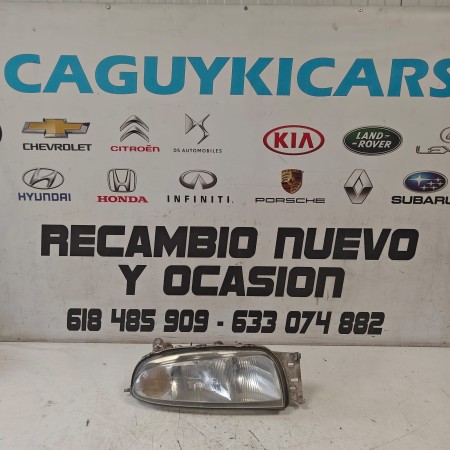 CAGUYKICARS
CHEVROLET
CITROËN
DS AUTOMOBILES
KIA
LAND-
ROVER
HYUNDAI
HONDA
INFINITI.
PORSCHE
RENAULT
SUBARU
RECAMBIO NUEVO
Y OCASION
618 485 909 - 633 074 882